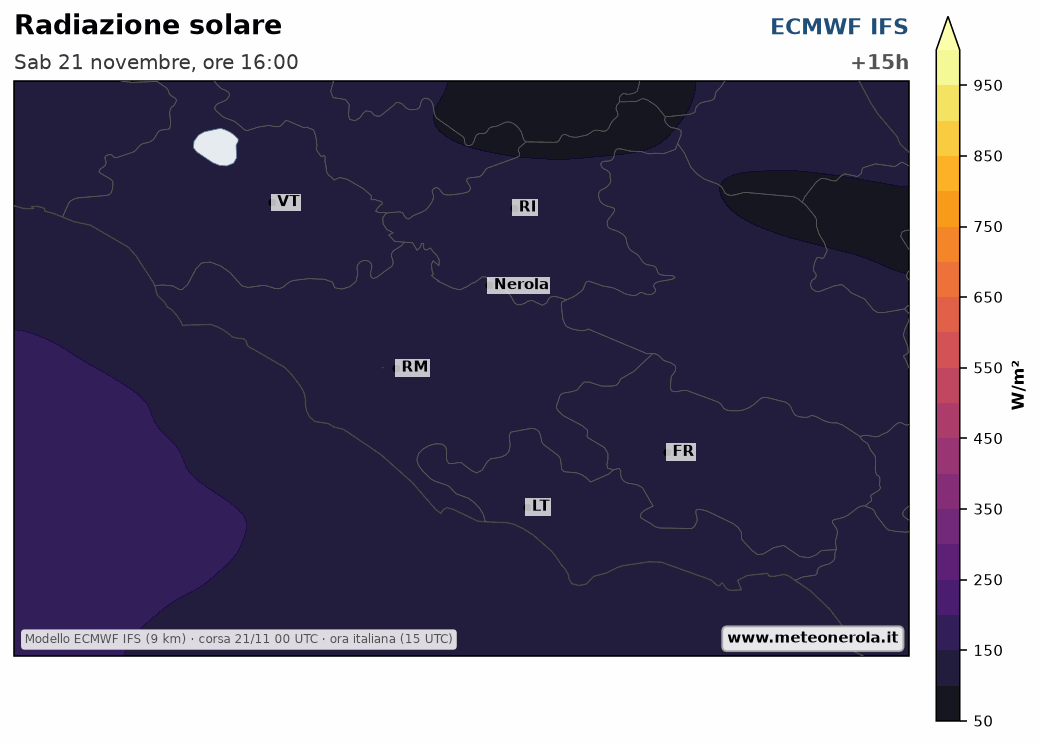 Radiazione solare
ECMWF IFS
Sab 21 novembre, ore 16:00
+15h
VT
RI
Nerola
RM
FR
LT
Modello ECMWF IFS (9 km) · corsa 21/11 00 UTC · ora italiana (15 UTC)
www.meteonerola.it
950
850
750
650
550
450
350
250
150
50
W/m²